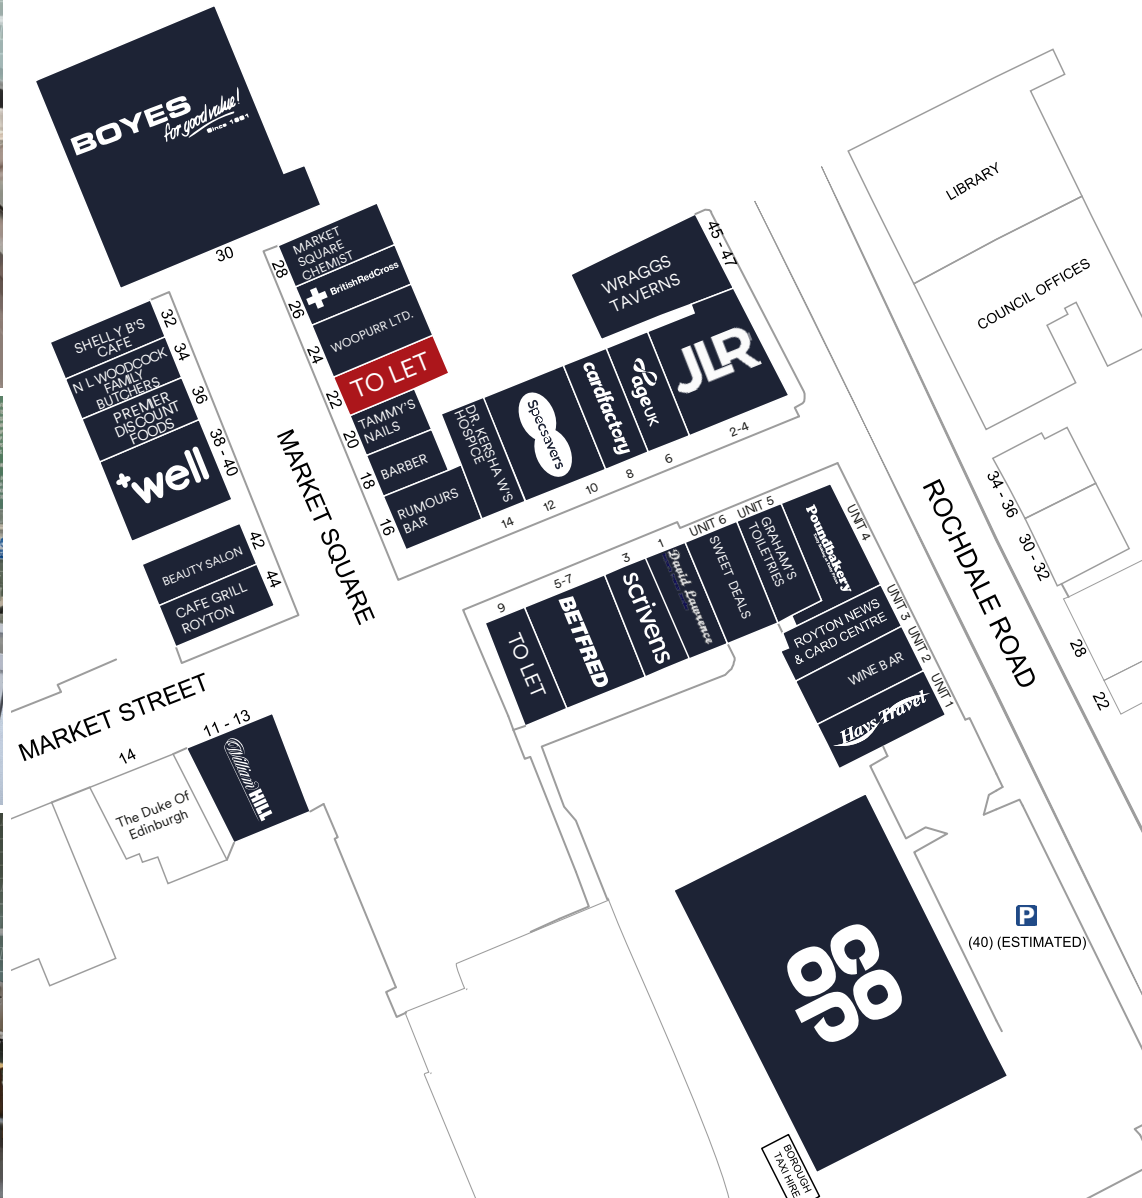 BOYES
for good value!
Since 1881
30
28
MARKET
SQUARE
CHEMIST
26
BritishRedCross
24
WOOPURR LTD.
22
TO LET
20
TAMMY'S
NAILS
18
BARBER
16
RUMOURS
BAR
32
SHELLY B'S
CAFE
34
N L WOODCOCK
FAMILY
BUTCHERS
36
PREMIER
DISCOUNT
FOODS
38 - 40
well
42
BEAUTY SALON
44
CAFE GRILL
ROYTON
MARKET SQUARE
14
DR. KERSHAW'S
HOSPICE
12
Specsavers
10
cardfactory
8
age UK
6
JLR
2-4
WRAGGS
TAVERNS
45 - 47
LIBRARY
COUNCIL OFFICES
34 - 36
30 - 32
28
22
ROCHDALE ROAD
9
TO LET
5-7
BETFRED
3
Scrivens
1
David Lawrence
UNIT 6
SWEET DEALS
UNIT 5
GRAHAM'S
TOILETRIES
UNIT 4
Poundbakery
UNIT 3
ROYTON NEWS
& CARD CENTRE
UNIT 2
WINE BAR
UNIT 1
Hays Travel
MARKET STREET
11 - 13
William HILL
14
The Duke Of
Edinburgh
P
(40) (ESTIMATED)
CO
OP
BOROUGH
TAXI HIRE